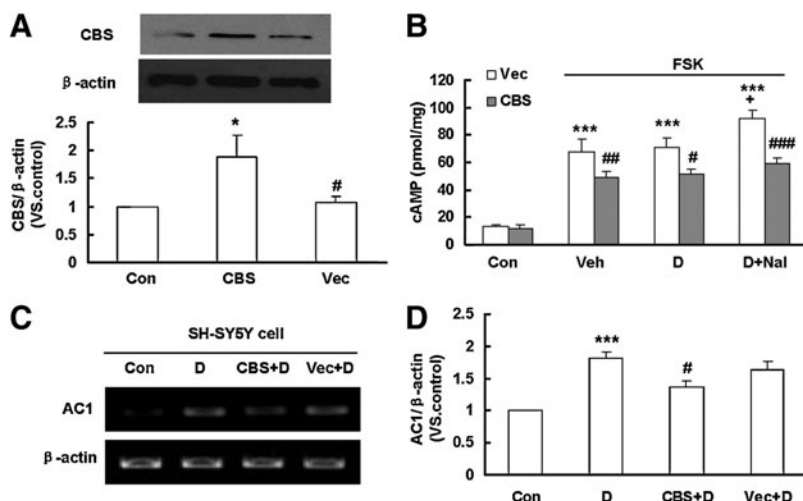 A
CBS
β-actin
CBS/β-actin
(VS.control)
2.5
2
1.5
1
0.5
0
*
#
Con CBS Vec
B
FSK
Vec
CBS
cAMP (pmol/mg)
120
100
80
60
40
20
0
***
##
***
#
***
+
###
Con Veh D D+Nal
C
SH-SY5Y cell
Con D CBS+D Vec+D
AC1
β-actin
D
AC1/β-actin
(VS.control)
2.5
2
1.5
1
0.5
0
***
#
Con D CBS+D Vec+D